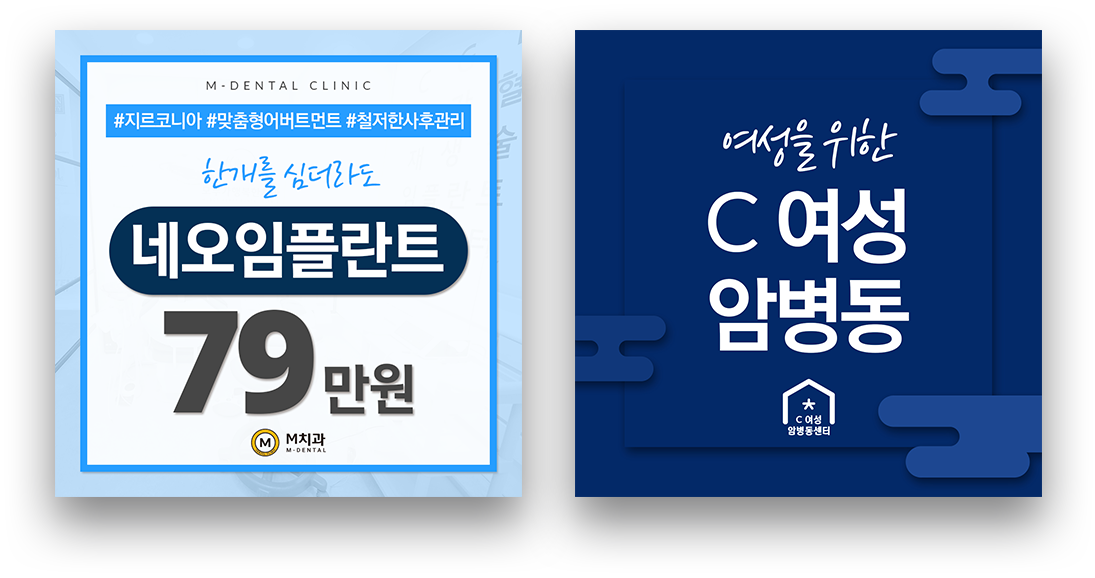 M-DENTAL CLINIC
#지르코니아 #맞춤형어버트먼트 #철저한사후관리
한개를 심더라도
네오임플란트
79만원
M
M치과
M-DENTAL
여성을 위한
C 여성
암병동
C 여성
암병동센터